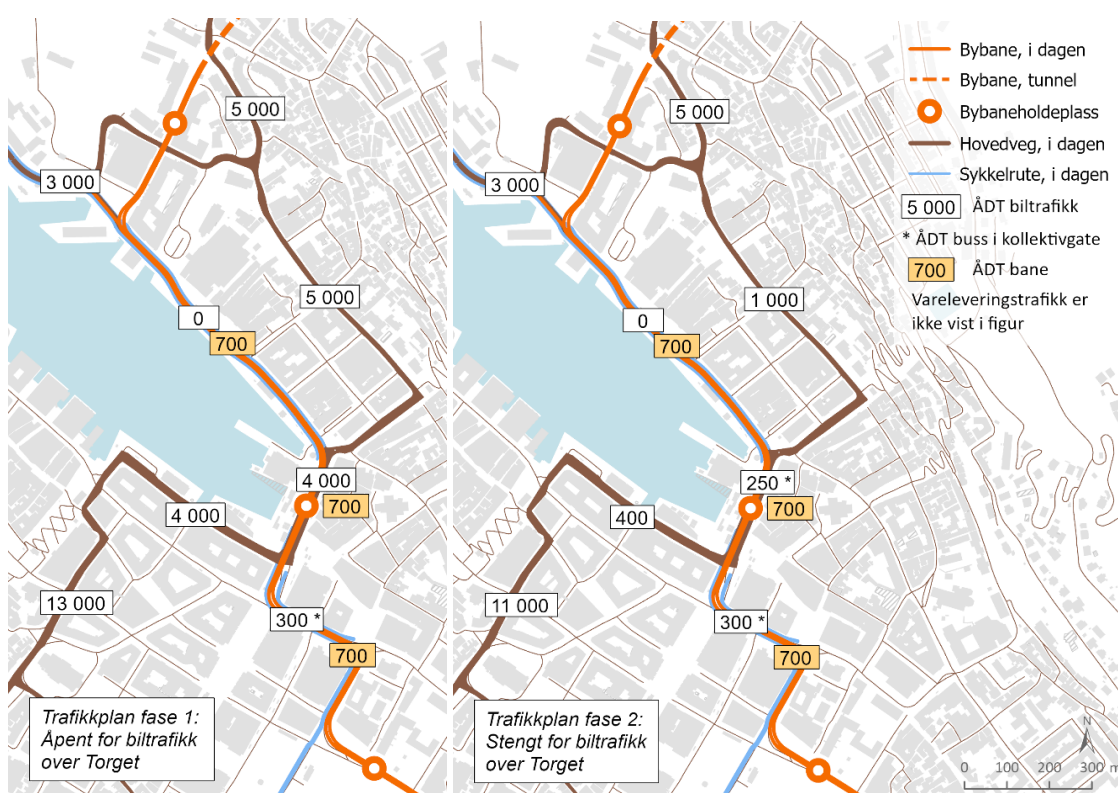 5 000
3 000
5 000
0
700
4 000
700
4 000
13 000
300 *
700
Trafikkplan fase 1:
Åpent for biltrafikk
over Torget
5 000
3 000
1 000
0
700
250 *
700
400
11 000
300 *
700
Trafikkplan fase 2:
Stengt for biltrafikk
over Torget
Bybane, i dagen
Bybane, tunnel
Bybaneholdeplass
Hovedveg, i dagen
Sykkelrute, i dagen
5 000 ÅDT biltrafikk
* ÅDT buss i kollektivgate
700 ÅDT bane
Vareleveringstrafikk er
ikke vist i figur
N
0 100 200 300 m